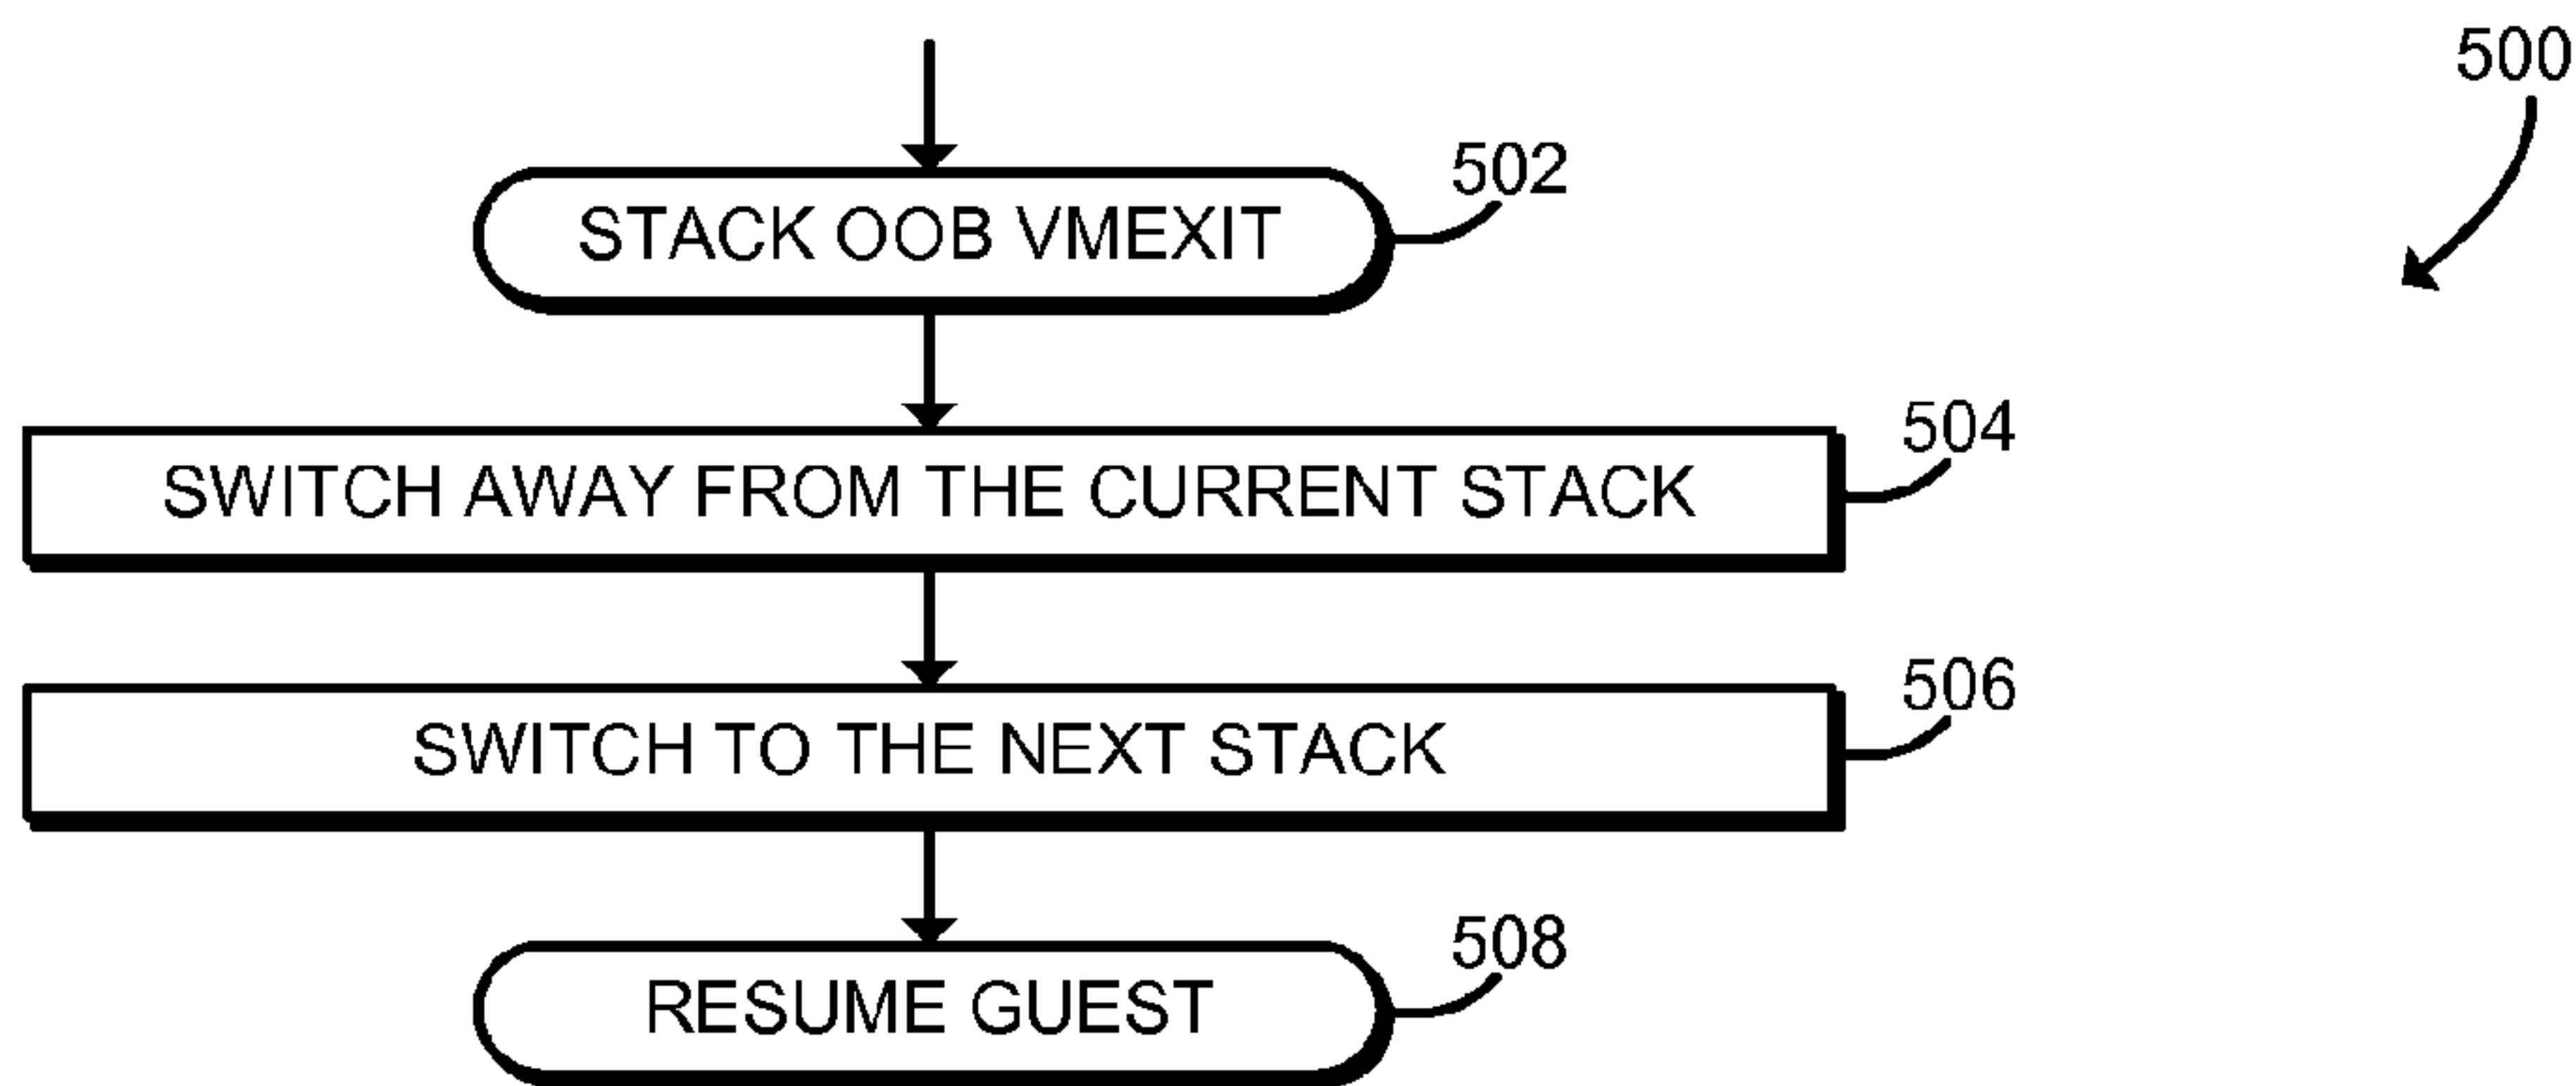 500
502
STACK OOB VMEXIT
504
SWITCH AWAY FROM THE CURRENT STACK
506
SWITCH TO THE NEXT STACK
508
RESUME GUEST